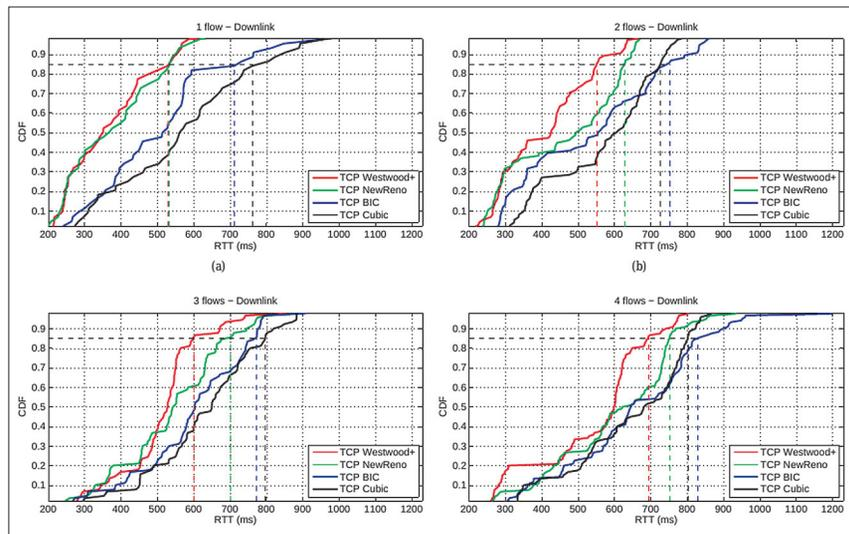 1 flow – Downlink
CDF
0.9
0.8
0.7
0.6
0.5
0.4
0.3
0.2
0.1
TCP Westwood+
TCP NewReno
TCP BIC
TCP Cubic
200 300 400 500 600 700 800 900 1000 1100 1200
RTT (ms)
(a)
2 flows – Downlink
CDF
0.9
0.8
0.7
0.6
0.5
0.4
0.3
0.2
0.1
TCP Westwood+
TCP NewReno
TCP BIC
TCP Cubic
200 300 400 500 600 700 800 900 1000 1100 1200
RTT (ms)
(b)
3 flows – Downlink
CDF
0.9
0.8
0.7
0.6
0.5
0.4
0.3
0.2
0.1
TCP Westwood+
TCP NewReno
TCP BIC
TCP Cubic
200 300 400 500 600 700 800 900 1000 1100 1200
RTT (ms)
4 flows – Downlink
CDF
0.9
0.8
0.7
0.6
0.5
0.4
0.3
0.2
0.1
TCP Westwood+
TCP NewReno
TCP BIC
TCP Cubic
200 300 400 500 600 700 800 900 1000 1100 1200
RTT (ms)